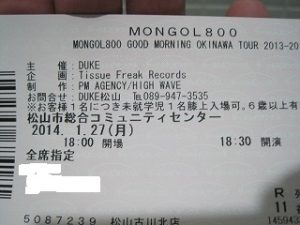 MONGOL800
MONGOL800 GOOD MORNING OKINAWA TOUR 2013-20
主　催：DUKE
企　画：Tissue Freak Records
制　作：PM AGENCY/HIGH WAVE
お問合せ：DUKE松山 TEL089-947-3535
※お客様１名につき未就学児１名膝上入場可。６歳以上有
松山市総合コミュニティセンター
2014. 1.27(月)
18:00 開場　18:30 開演
全席指定
R
11
5087239 松山古川北店